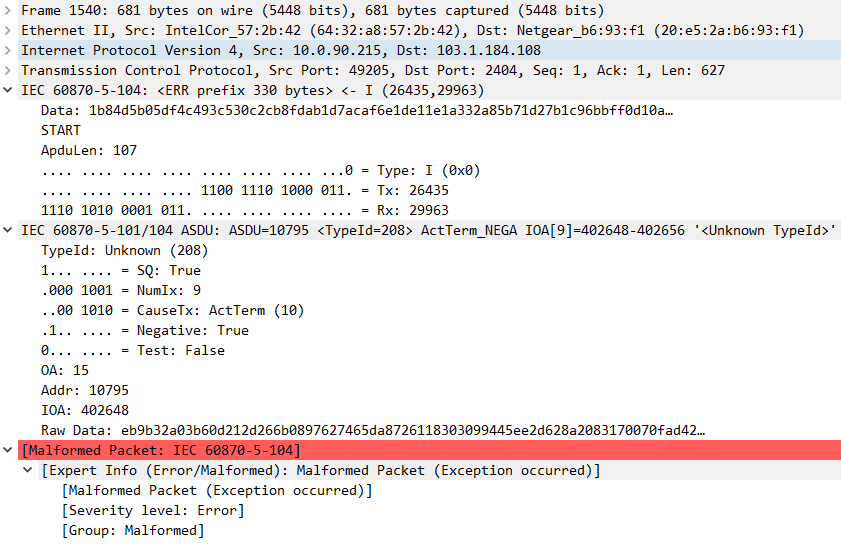 Frame 1540: 681 bytes on wire (5448 bits), 681 bytes captured (5448 bits)
Ethernet II, Src: IntelCor_57:2b:42 (64:32:a8:57:2b:42), Dst: Netgear_b6:93:f1 (20:e5:2a:b6:93:f1)
Internet Protocol Version 4, Src: 10.0.90.215, Dst: 103.1.184.108
Transmission Control Protocol, Src Port: 49205, Dst Port: 2404, Seq: 1, Ack: 1, Len: 627
IEC 60870-5-104: <ERR prefix 330 bytes> <- I (26435,29963)
Data: 1b84d5b05df4c493c530c2cb8fdab1d7acaf6e1de11e1a332a85b71d27b1c96bbff0d10a…
START
ApduLen: 107
.... .... .... .... .... .... .... ...0 = Type: I (0x0)
.... .... .... .... 1100 1110 1000 011. = Tx: 26435
1110 1010 0001 011. .... .... .... .... = Rx: 29963
IEC 60870-5-101/104 ASDU: ASDU=10795 <TypeId=208> ActTerm_NEGA IOA[9]=402648-402656 '<Unknown TypeId>'
TypeId: Unknown (208)
1... .... = SQ: True
.000 1001 = NumIx: 9
..00 1010 = CauseTx: ActTerm (10)
.1.. .... = Negative: True
0... .... = Test: False
OA: 15
Addr: 10795
IOA: 402648
Raw Data: eb9b32a03b60d212d266b0897627465da8726118303099445ee2d628a2083170070fad42…
[Malformed Packet: IEC 60870-5-104]
[Expert Info (Error/Malformed): Malformed Packet (Exception occurred)]
[Malformed Packet (Exception occurred)]
[Severity level: Error]
[Group: Malformed]